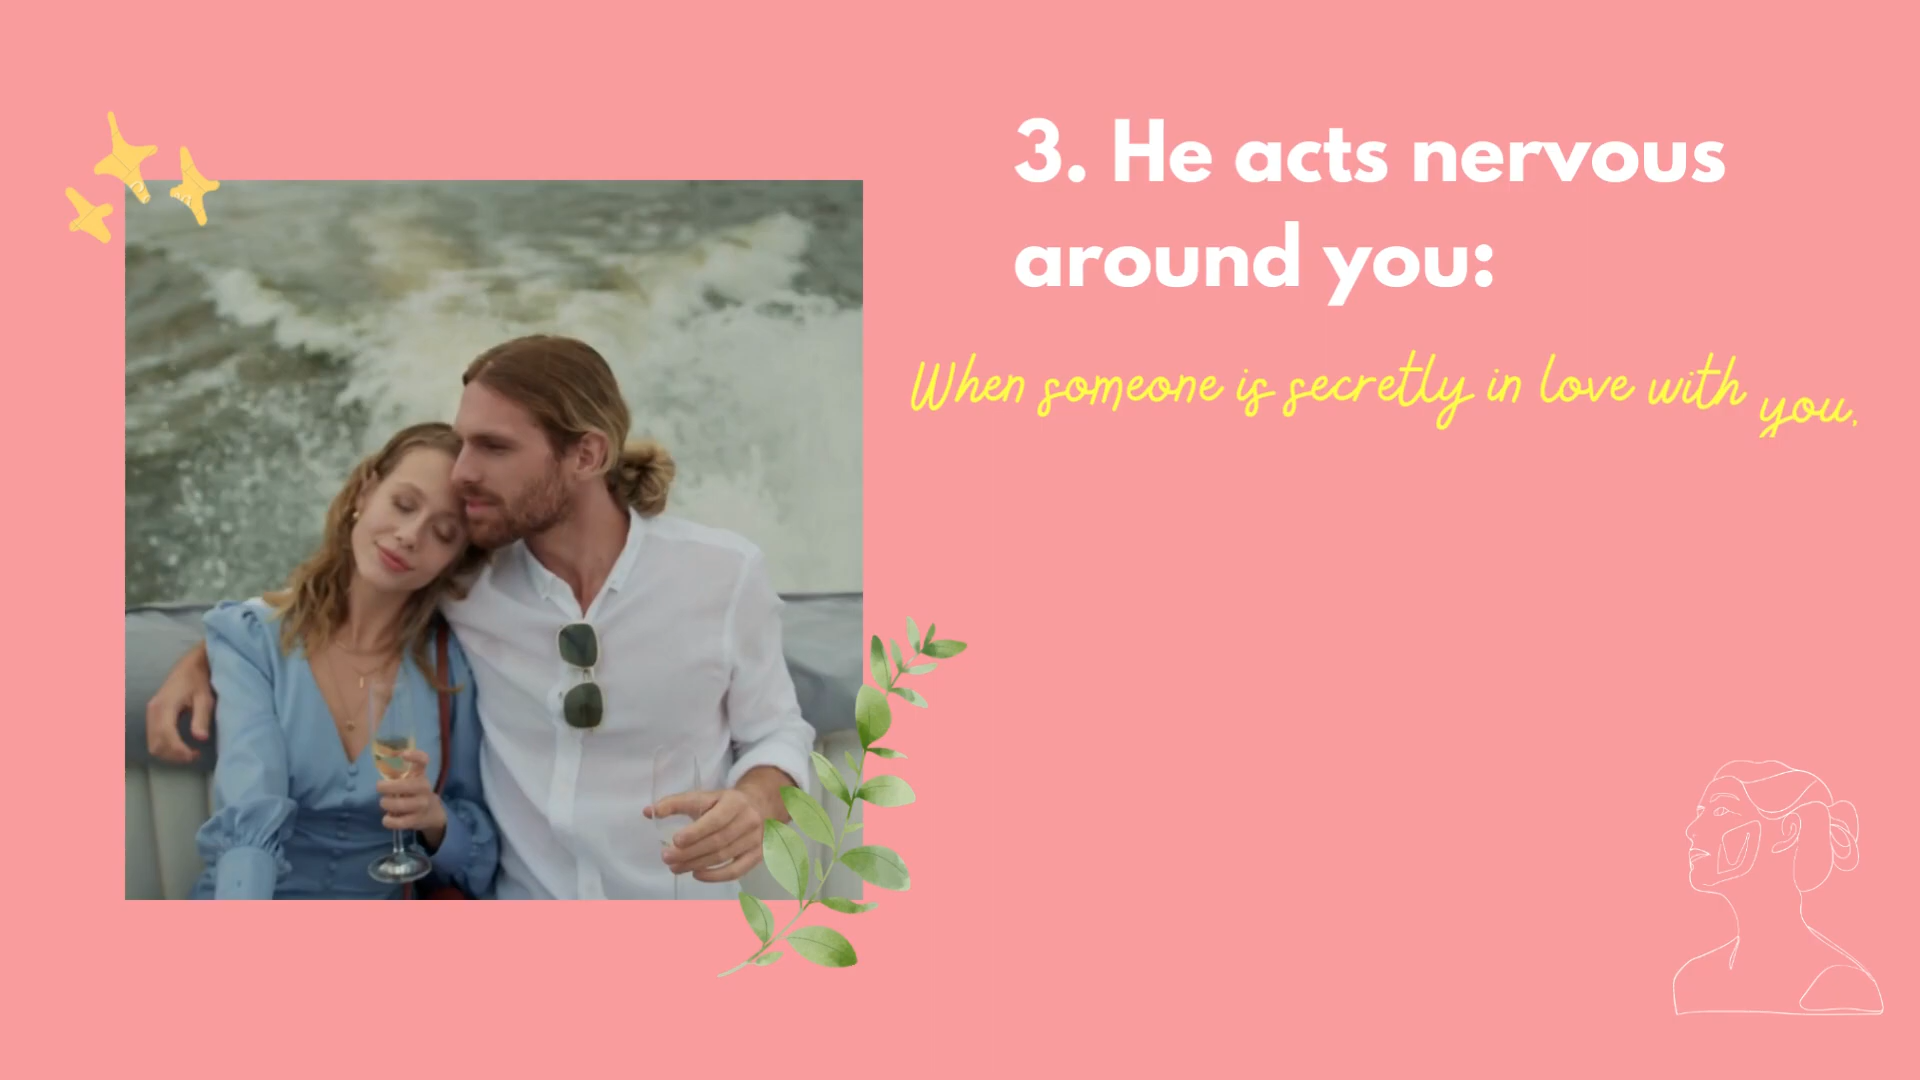 3. He acts nervous
around you:
When someone is secretly in love with you,